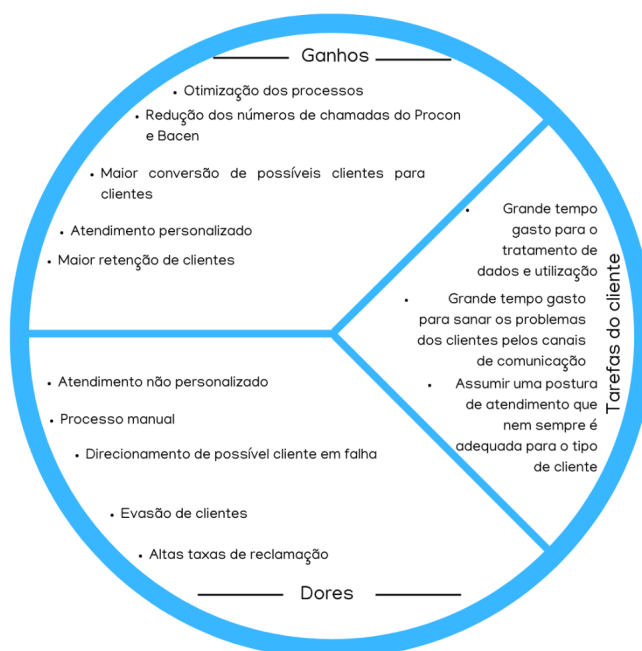 Ganhos
• Otimização dos processos
• Redução dos números de chamadas do Procon
e Bacen
• Maior conversão de possíveis clientes para
clientes
• Atendimento personalizado
• Maior retenção de clientes
• Grande tempo
gasto para o
tratamento de
dados e utilização
• Grande tempo gasto
para sanar os problemas
dos clientes pelos canais
de comunicação
• Assumir uma postura
de atendimento que
nem sempre é
adequada para o tipo
de cliente
Tarefas do cliente
• Atendimento não personalizado
• Processo manual
• Direcionamento de possível cliente em falha
• Evasão de clientes
• Altas taxas de reclamação
Dores